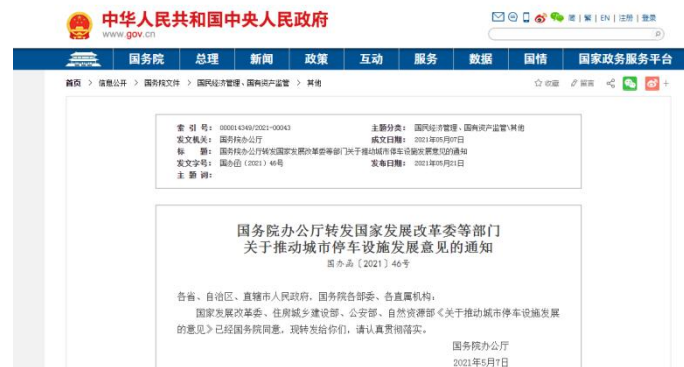 中华人民共和国中央人民政府
www.gov.cn
简 | 繁 | EN | 注册 | 登录
国务院 总理 新闻 政策 互动 服务 数据 国情 国家政务服务平台
首页 > 信息公开 > 国务院文件 > 国民经济管理、国有资产监管 > 其他
收藏 留言
索 引 号: 000014349/2021-00043 主题分类: 国民经济管理、国有资产监管\其他
发文机关: 国务院办公厅 成文日期: 2021年05月07日
标 题: 国务院办公厅转发国家发展改革委等部门关于推动城市停车设施发展意见的通知
发文字号: 国办函〔2021〕46号 发布日期: 2021年05月21日
主 题 词:
国务院办公厅转发国家发展改革委等部门
关于推动城市停车设施发展意见的通知
国办函〔2021〕46号
各省、自治区、直辖市人民政府，国务院各部委、各直属机构：
国家发展改革委、住房城乡建设部、公安部、自然资源部《关于推动城市停车设施发展
的意见》已经国务院同意，现转发给你们，请认真贯彻落实。
国务院办公厅
2021年5月7日